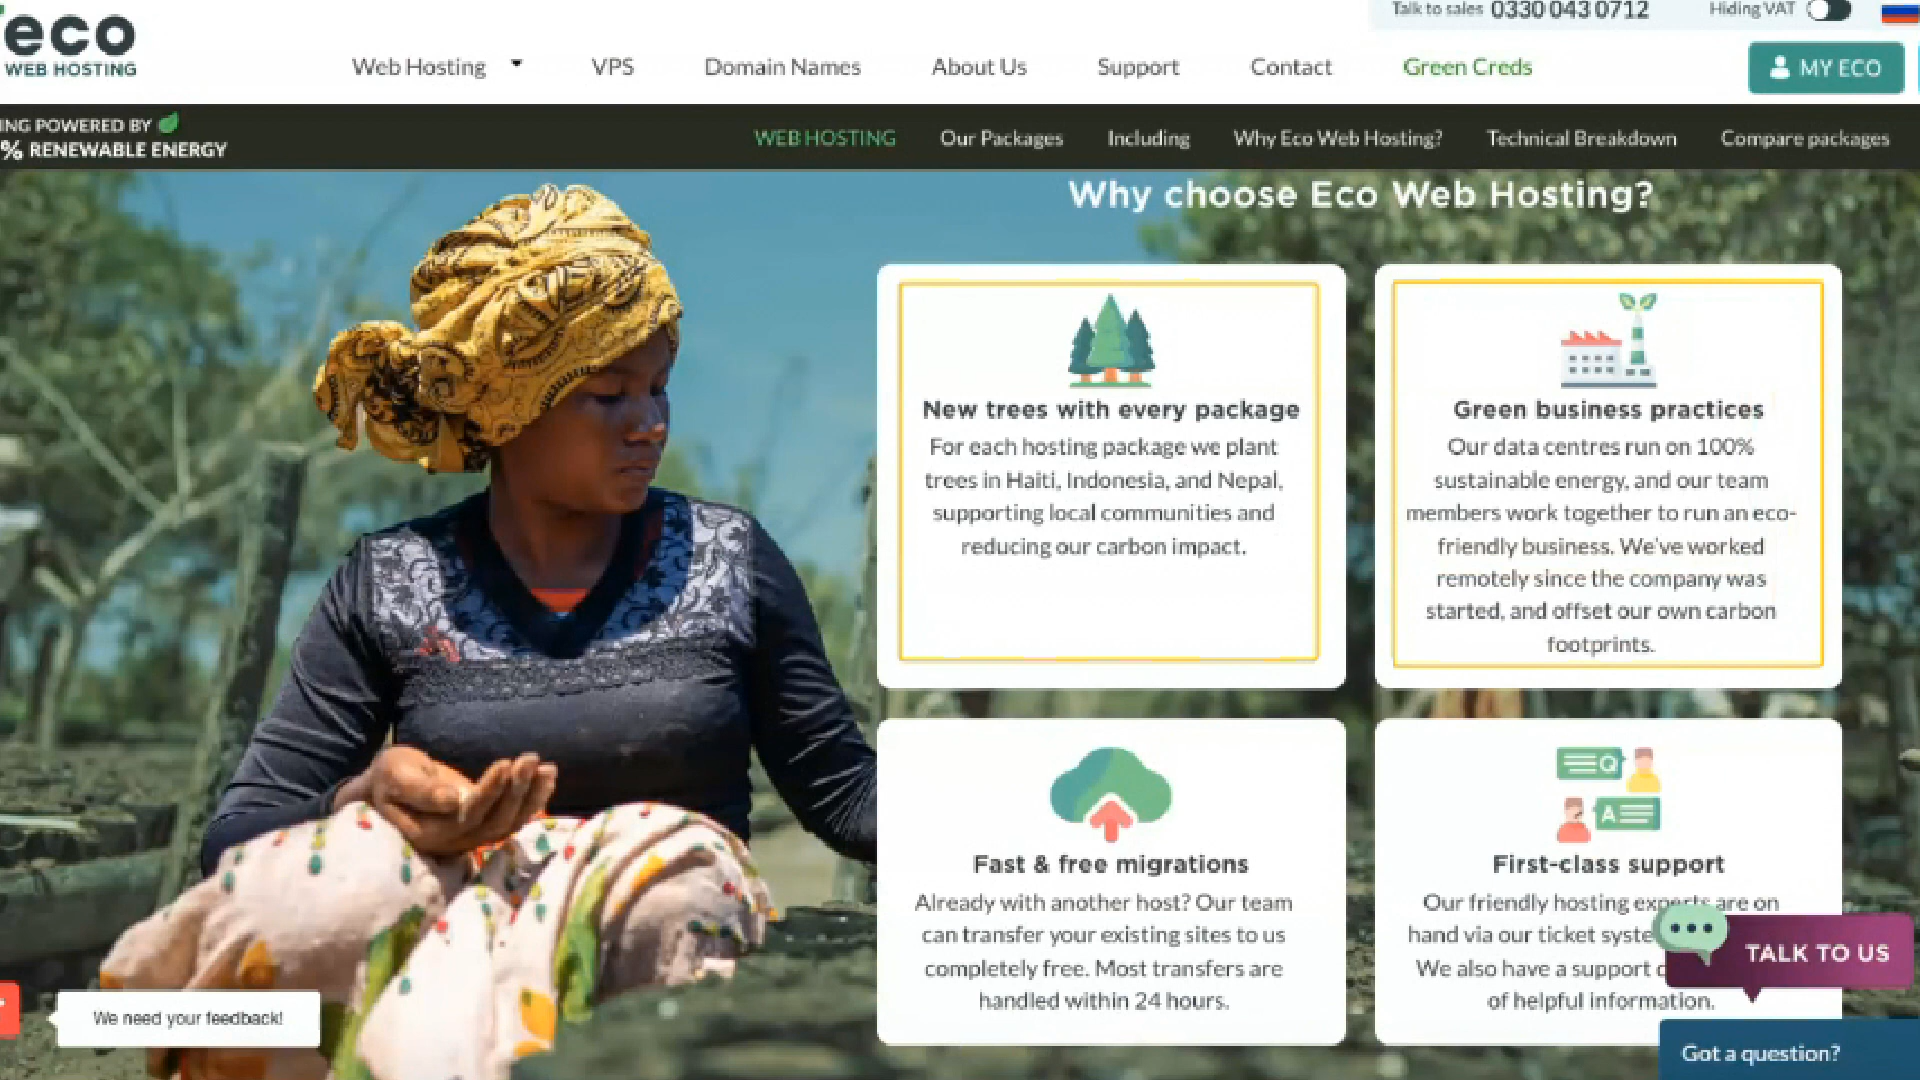 eco
WEB HOSTING
Talk to sales 0330 043 0712
Hiding VAT
Web Hosting
VPS
Domain Names
About Us
Support
Contact
Green Creds
MY ECO
ING POWERED BY
% RENEWABLE ENERGY
WEB HOSTING
Our Packages
Including
Why Eco Web Hosting?
Technical Breakdown
Compare packages
Why choose Eco Web Hosting?
New trees with every package
For each hosting package we plant
trees in Haiti, Indonesia, and Nepal,
supporting local communities and
reducing our carbon impact.
Green business practices
Our data centres run on 100%
sustainable energy, and our team
members work together to run an eco-
friendly business. We've worked
remotely since the company was
started, and offset our own carbon
footprints.
Fast & free migrations
Already with another host? Our team
can transfer your existing sites to us
completely free. Most transfers are
handled within 24 hours.
Q
A
First-class support
Our friendly hosting experts are on
hand via our ticket syste
We also have a support
of helpful information.
TALK TO US
We need your feedback!
Got a question?